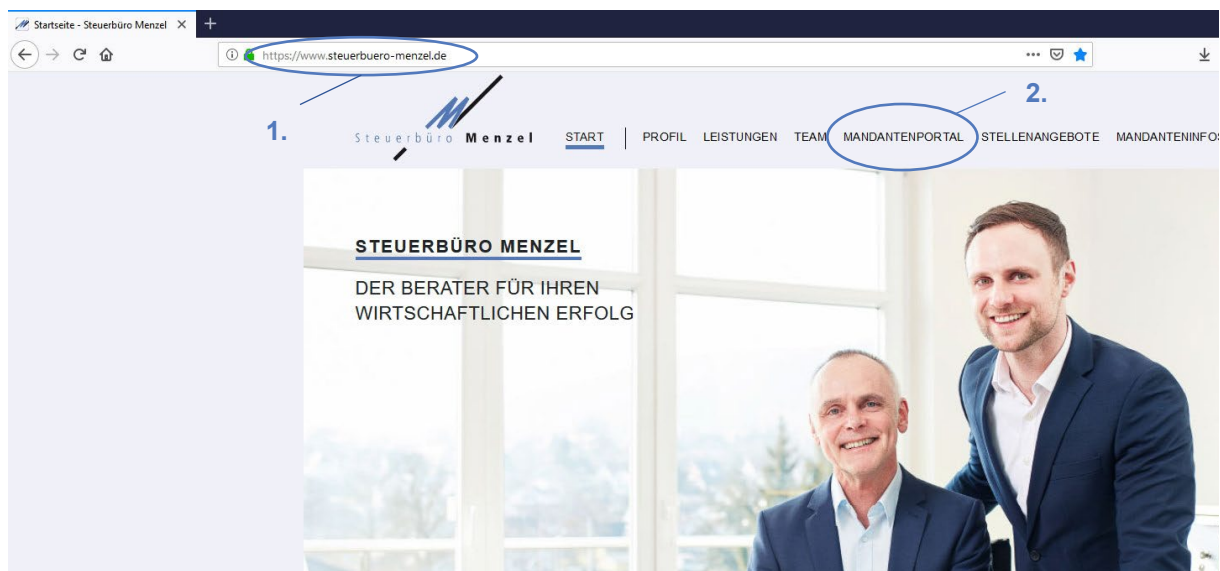 Startseite - Steuerbüro Menzel
https://www.steuerbuero-menzel.de
1.
2.
Steuerbüro Menzel
START
PROFIL LEISTUNGEN TEAM MANDANTENPORTAL STELLENANGEBOTE MANDANTENINFOS
STEUERBÜRO MENZEL
DER BERATER FÜR IHREN
WIRTSCHAFTLICHEN ERFOLG